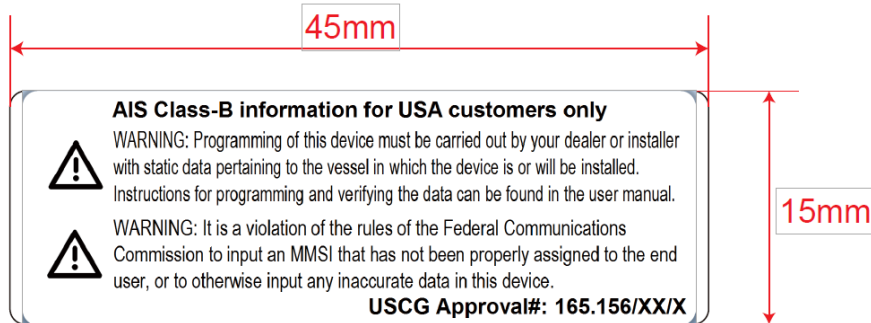 45mm
AIS Class-B information for USA customers only
WARNING: Programming of this device must be carried out by your dealer or installer
with static data pertaining to the vessel in which the device is or will be installed.
Instructions for programming and verifying the data can be found in the user manual.
15mm
WARNING: It is a violation of the rules of the Federal Communications
Commission to input an MMSI that has not been properly assigned to the end
user, or to otherwise input any inaccurate data in this device.
USCG Approval#: 165.156/XX/X